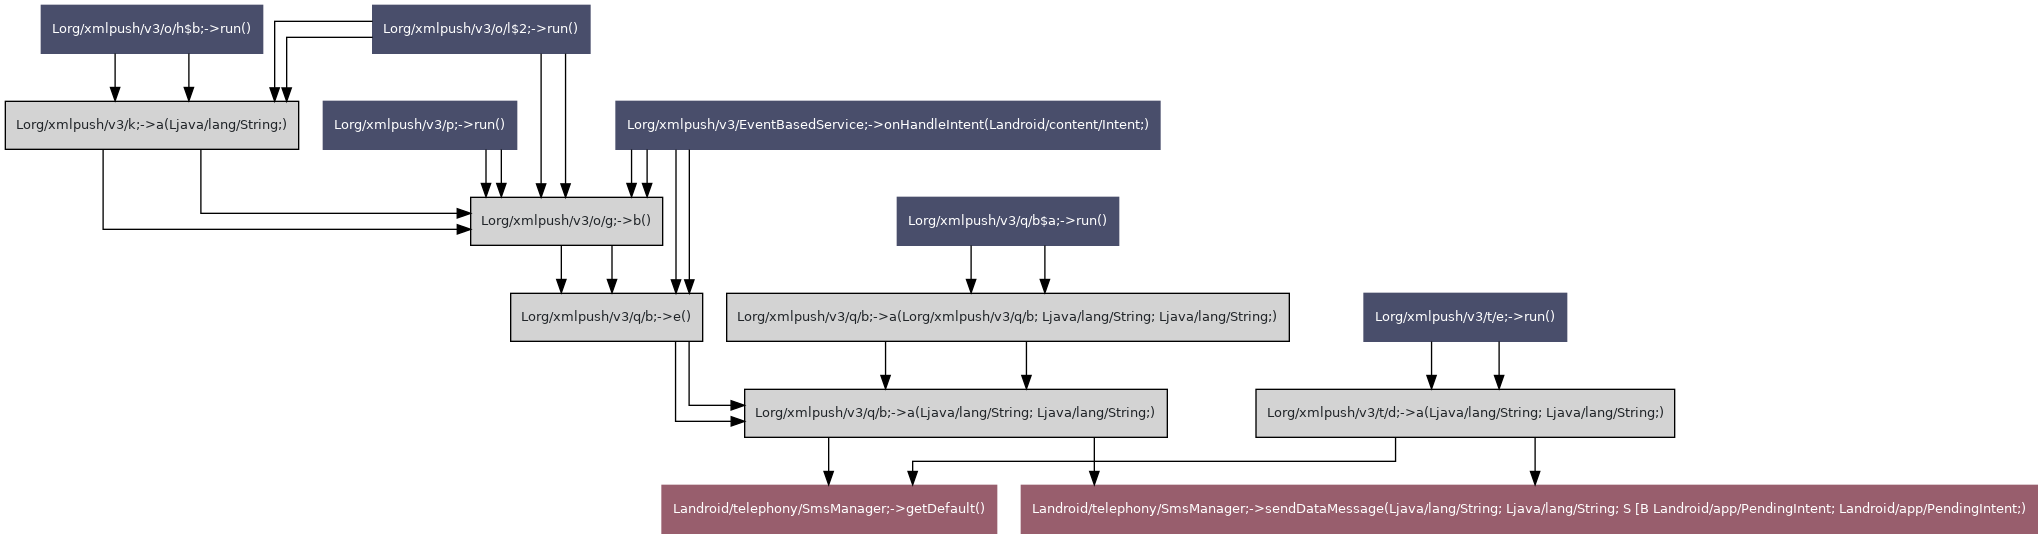 Lorg/xmlpush/v3/o/h$b;->run()
Lorg/xmlpush/v3/o/l$2;->run()
Lorg/xmlpush/v3/k;->a(Ljava/lang/String;)
Lorg/xmlpush/v3/p;->run()
Lorg/xmlpush/v3/EventBasedService;->onHandleIntent(Landroid/content/Intent;)
Lorg/xmlpush/v3/o/g;->b()
Lorg/xmlpush/v3/q/b$a;->run()
Lorg/xmlpush/v3/q/b;->e()
Lorg/xmlpush/v3/q/b;->a(Lorg/xmlpush/v3/q/b; Ljava/lang/String; Ljava/lang/String;)
Lorg/xmlpush/v3/t/e;->run()
Lorg/xmlpush/v3/q/b;->a(Ljava/lang/String; Ljava/lang/String;)
Lorg/xmlpush/v3/t/d;->a(Ljava/lang/String; Ljava/lang/String;)
Landroid/telephony/SmsManager;->getDefault()
Landroid/telephony/SmsManager;->sendDataMessage(Ljava/lang/String; Ljava/lang/String; S [B Landroid/app/PendingIntent; Landroid/app/PendingIntent;)